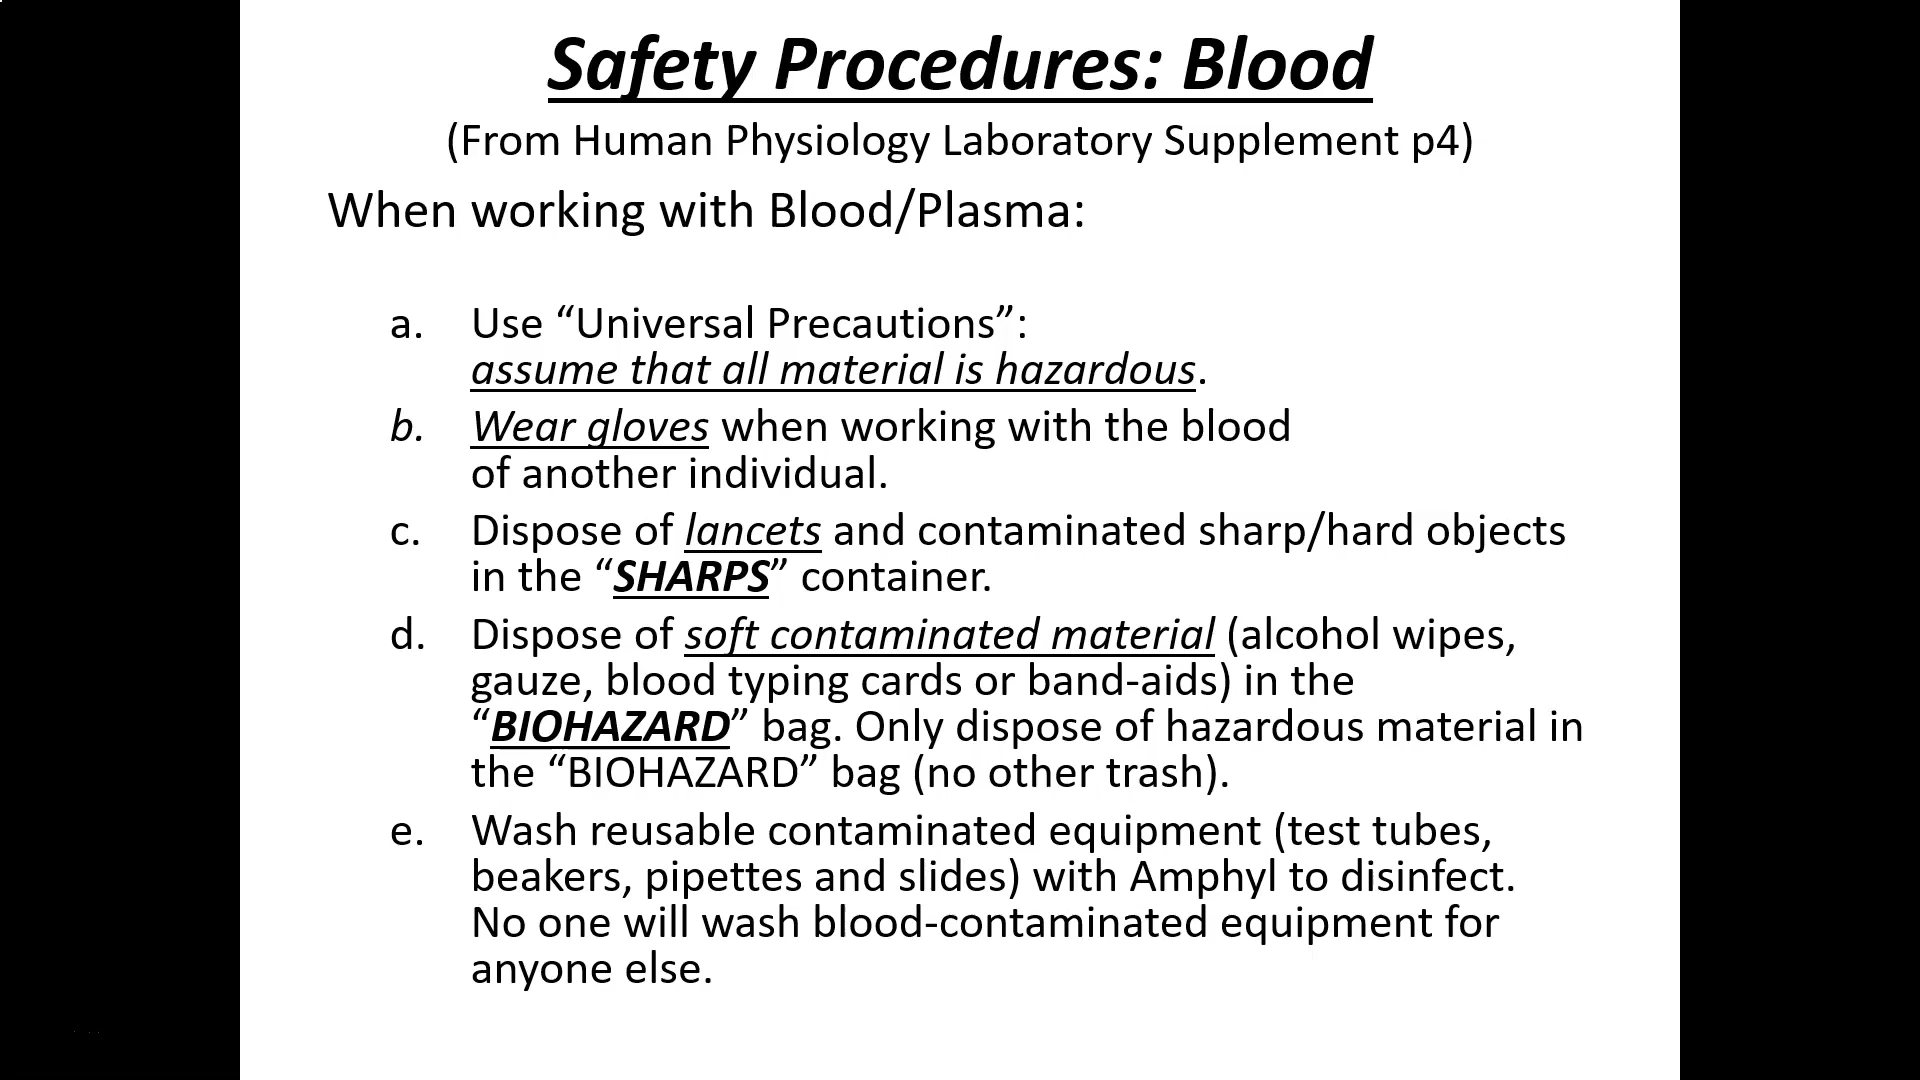 Safety Procedures: Blood
(From Human Physiology Laboratory Supplement p4)
When working with Blood/Plasma:
a. Use “Universal Precautions”:
assume that all material is hazardous.
b. Wear gloves when working with the blood
of another individual.
c. Dispose of lancets and contaminated sharp/hard objects
in the “SHARPS” container.
d. Dispose of soft contaminated material (alcohol wipes,
gauze, blood typing cards or band-aids) in the
“BIOHAZARD” bag. Only dispose of hazardous material in
the “BIOHAZARD” bag (no other trash).
e. Wash reusable contaminated equipment (test tubes,
beakers, pipettes and slides) with Amphyl to disinfect.
No one will wash blood-contaminated equipment for
anyone else.